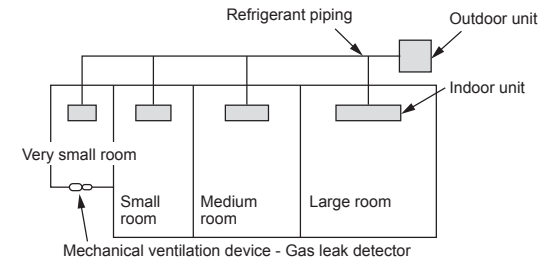 Refrigerant piping
Outdoor unit
Indoor unit
Very small room
Small
room
Medium
room
Large room
Mechanical ventilation device - Gas leak detector